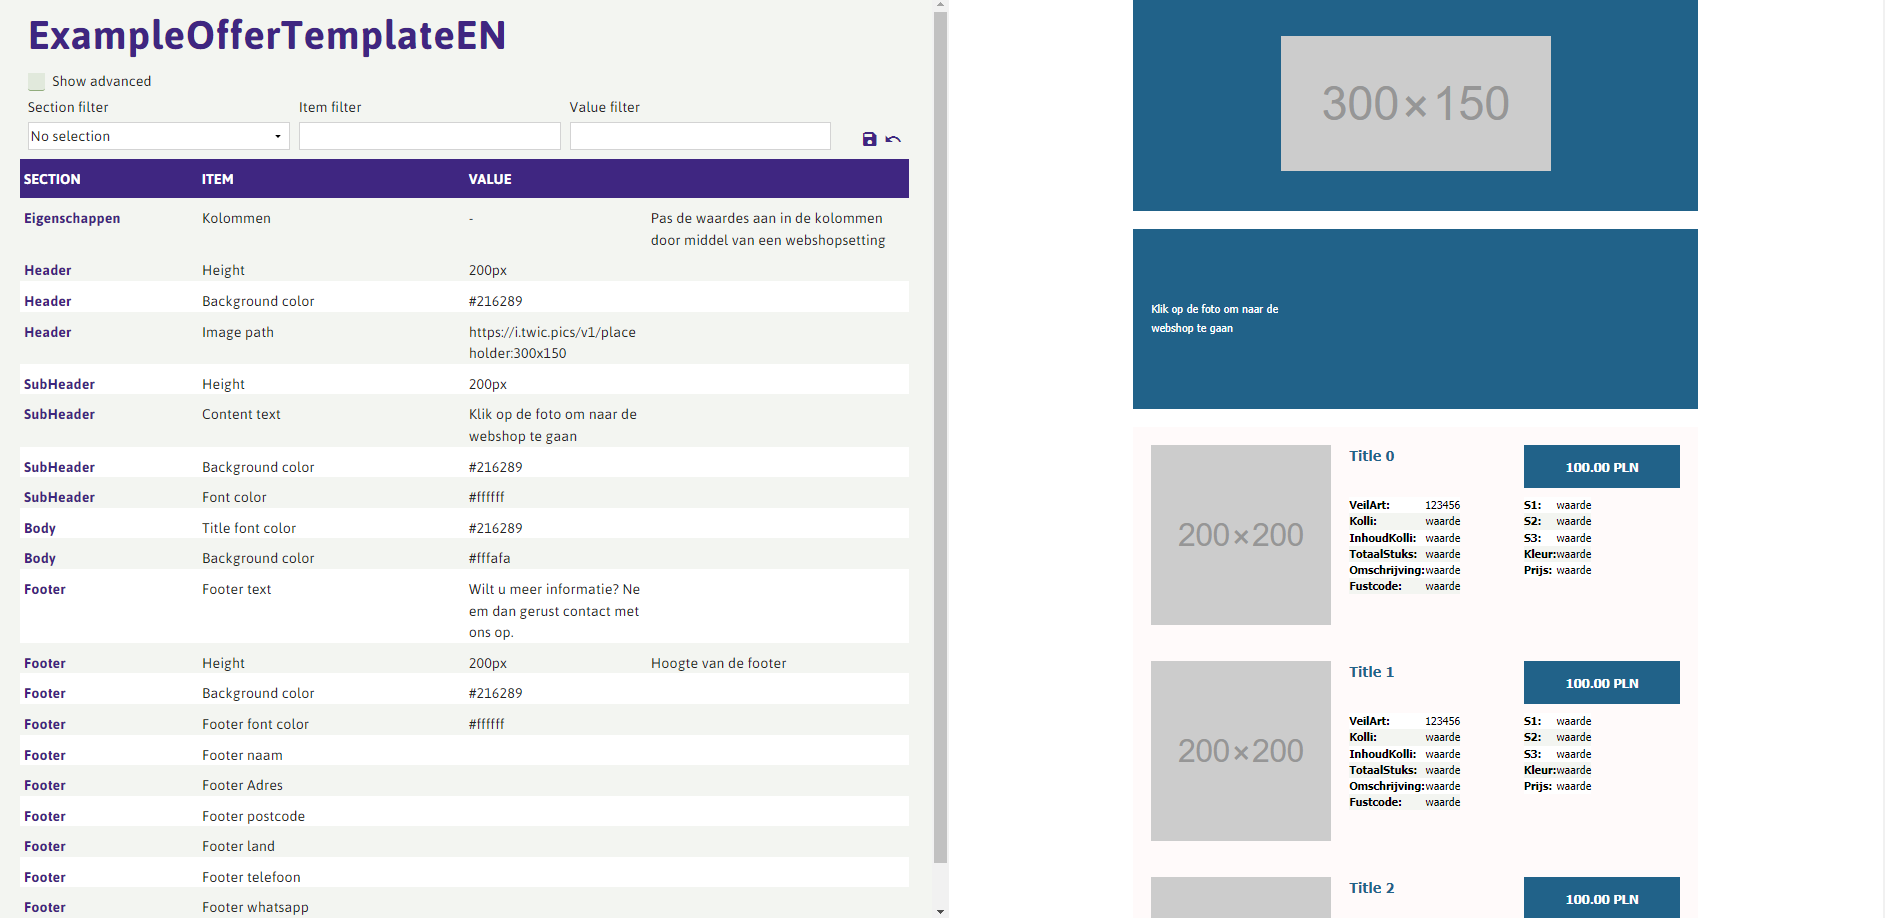 ExampleOfferTemplateEN
Show advanced
Section filter Item filter Value filter
No selection
SECTION ITEM VALUE
Eigenschappen Kolommen - Pas de waardes aan in de kolommen
door middel van een webshopsetting
Header Height 200px
Header Background color #216289
Header Image path https://i.twic.pics/v1/place
holder:300x150
SubHeader Height 200px
SubHeader Content text Klik op de foto om naar de
webshop te gaan
SubHeader Background color #216289
SubHeader Font color #ffffff
Body Title font color #216289
Body Background color #fffafa
Footer Footer text Wilt u meer informatie? Ne
em dan gerust contact met
ons op.
Footer Height 200px Hoogte van de footer
Footer Background color #216289
Footer Footer font color #ffffff
Footer Footer naam
Footer Footer Adres
Footer Footer postcode
Footer Footer land
Footer Footer telefoon
Footer Footer whatsapp
300×150
Klik op de foto om naar de
webshop te gaan
200×200
Title 0
100.00 PLN
VeilArt: 123456 S1: waarde
Kolli: waarde S2: waarde
InhoudKolli: waarde S3: waarde
TotaalStuks: waarde Kleur: waarde
Omschrijving: waarde Prijs: waarde
Fustcode: waarde
200×200
Title 1
100.00 PLN
VeilArt: 123456 S1: waarde
Kolli: waarde S2: waarde
InhoudKolli: waarde S3: waarde
TotaalStuks: waarde Kleur: waarde
Omschrijving: waarde Prijs: waarde
Fustcode: waarde
Title 2
100.00 PLN